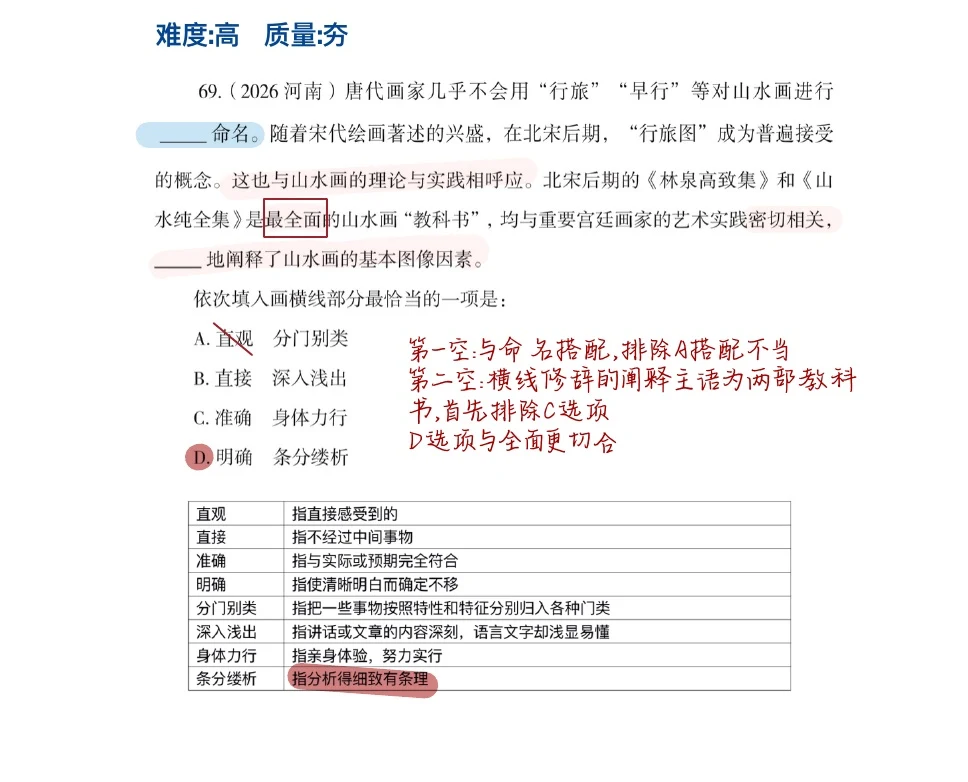 难度:高 质量:夯
69.（2026 河南）唐代画家几乎不会用“行旅”“早行”等对山水画进行
_____ 命名。随着宋代绘画著述的兴盛，在北宋后期，“行旅图”成为普遍接受
的概念。这也与山水画的理论与实践相呼应。北宋后期的《林泉高致集》和《山
水纯全集》是最全面的山水画“教科书”，均与重要宫廷画家的艺术实践密切相关，
_____ 地阐释了山水画的基本图像因素。
依次填入画横线部分最恰当的一项是：
A. 直观 分门别类
B. 直接 深入浅出
C. 准确 身体力行
D. 明确 条分缕析
第一空:与命名搭配,排除A搭配不当
第二空:横线修辞的阐释主语为两部教科
书,首先排除C选项
D选项与全面更切合
直观 指直接感受到的
直接 指不经过中间事物
准确 指与实际或预期完全符合
明确 指使清晰明白而确定不移
分门别类 指把一些事物按照特性和特征分别归入各种门类
深入浅出 指讲话或文章的内容深刻，语言文字却浅显易懂
身体力行 指亲身体验，努力实行
条分缕析 指分析得细致有条理